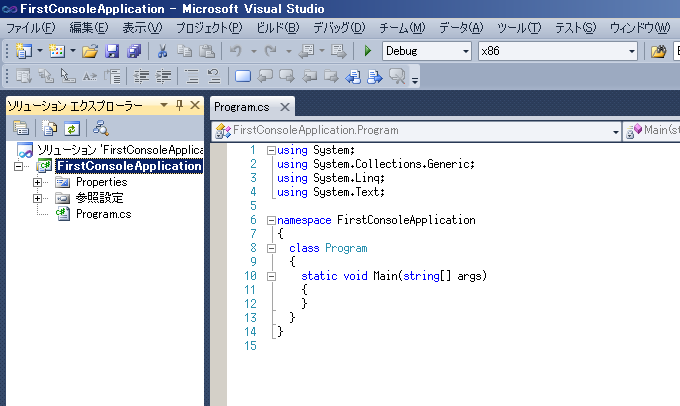 FirstConsoleApplication - Microsoft Visual Studio
ファイル(F) 編集(E) 表示(V) プロジェクト(P) ビルド(B) デバッグ(D) チーム(M) データ(A) ツール(T) テスト(S) ウィンドウ(W)
Debug x86
ソリューション エクスプローラー
Program.cs
FirstConsoleApplication.Program
Main(st
ソリューション 'FirstConsoleApplica
FirstConsoleApplication
Properties
参照設定
Program.cs
1 using System;
2 using System.Collections.Generic;
3 using System.Linq;
4 using System.Text;
5
6 namespace FirstConsoleApplication
7 {
8 class Program
9 {
10 static void Main(string[] args)
11 {
12 }
13 }
14 }
15